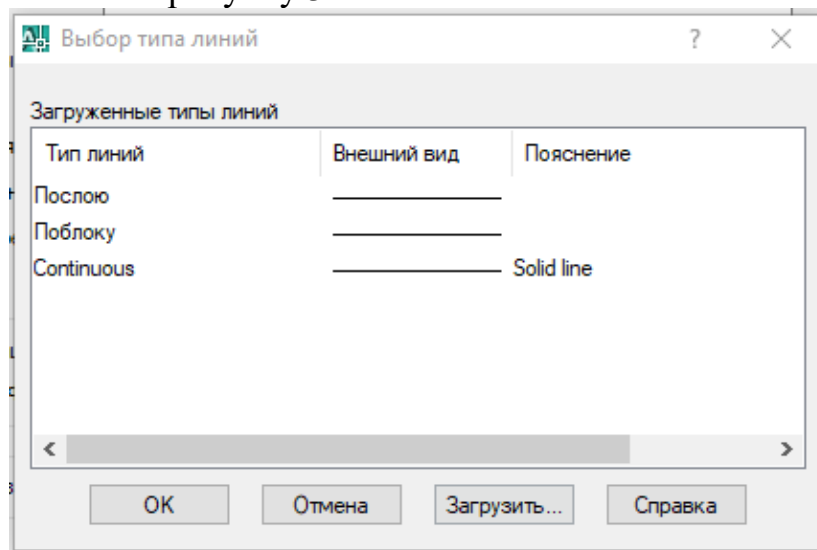 Выбор типа линий
Загруженные типы линий
Тип линий Внешний вид Пояснение
Послою
Поблоку
Continuous Solid line
OK Отмена Загрузить... Справка